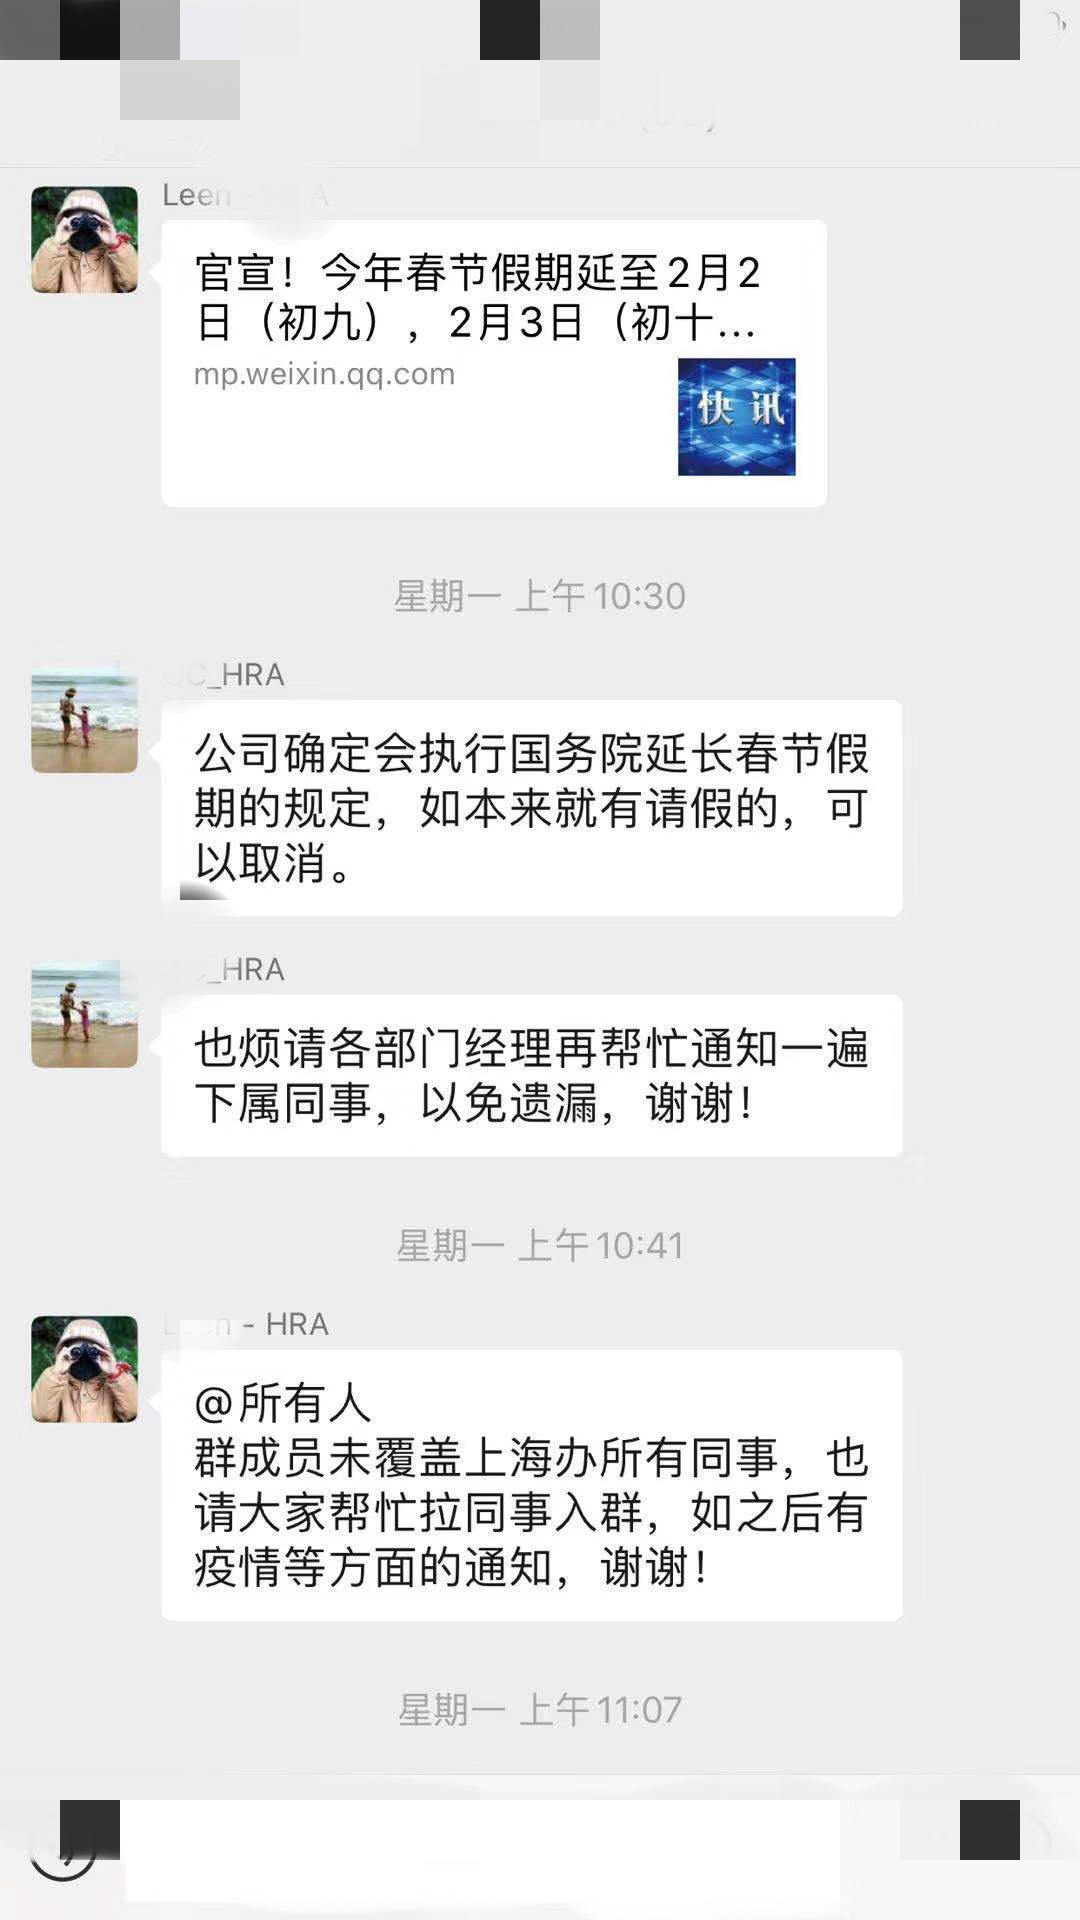 Leen
官宣！今年春节假期延至2月2
日（初九），2月3日（初十...
mp.weixin.qq.com
快讯
星期一 上午10:30
QC_HRA
公司确定会执行国务院延长春节假
期的规定，如本来就有请假的，可
以取消。
_HRA
也烦请各部门经理再帮忙通知一遍
下属同事，以免遗漏，谢谢！
星期一 上午10:41
Leen - HRA
@所有人
群成员未覆盖上海办所有同事，也
请大家帮忙拉同事入群，如之后有
疫情等方面的通知，谢谢！
星期一 上午11:07